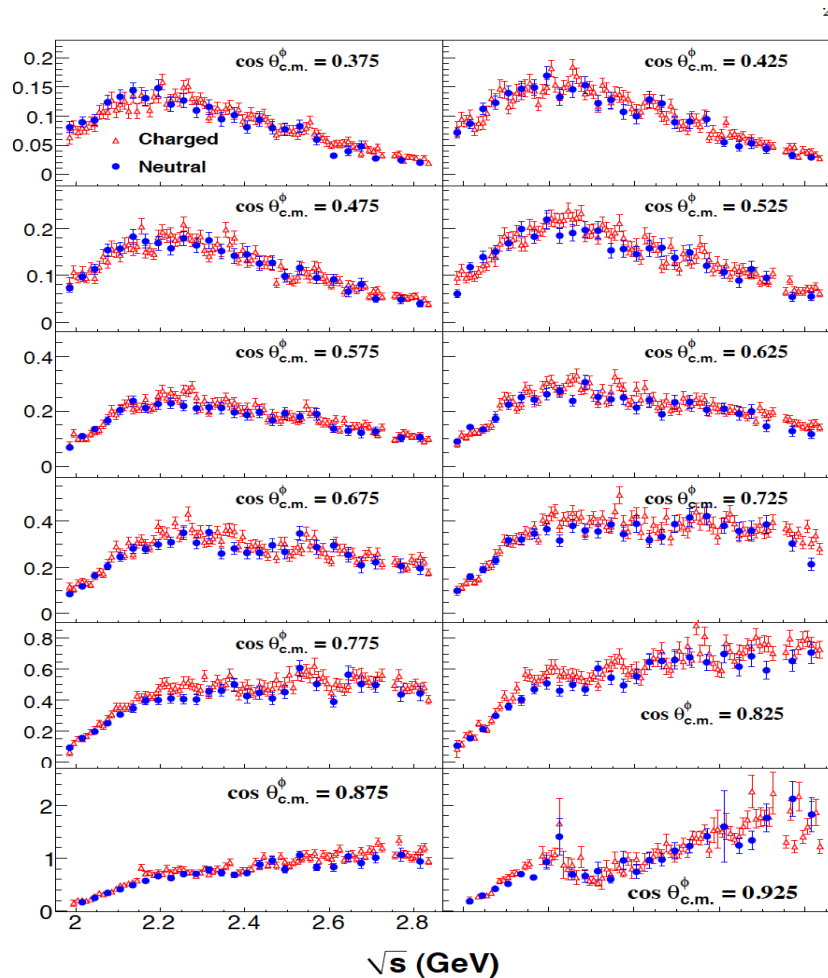 2
cos θ^ϕ_c.m. = 0.375
cos θ^ϕ_c.m. = 0.425
0.2
0.15
0.1
0.05
0
Charged
Neutral
cos θ^ϕ_c.m. = 0.475
cos θ^ϕ_c.m. = 0.525
0.2
0.1
0
cos θ^ϕ_c.m. = 0.575
cos θ^ϕ_c.m. = 0.625
0.4
0.2
0
cos θ^ϕ_c.m. = 0.675
cos θ^ϕ_c.m. = 0.725
0.4
0.2
0
cos θ^ϕ_c.m. = 0.775
0.8
0.6
0.4
0.2
0
cos θ^ϕ_c.m. = 0.825
cos θ^ϕ_c.m. = 0.875
2
1
0
cos θ^ϕ_c.m. = 0.925
2 2.2 2.4 2.6 2.8
√s (GeV)